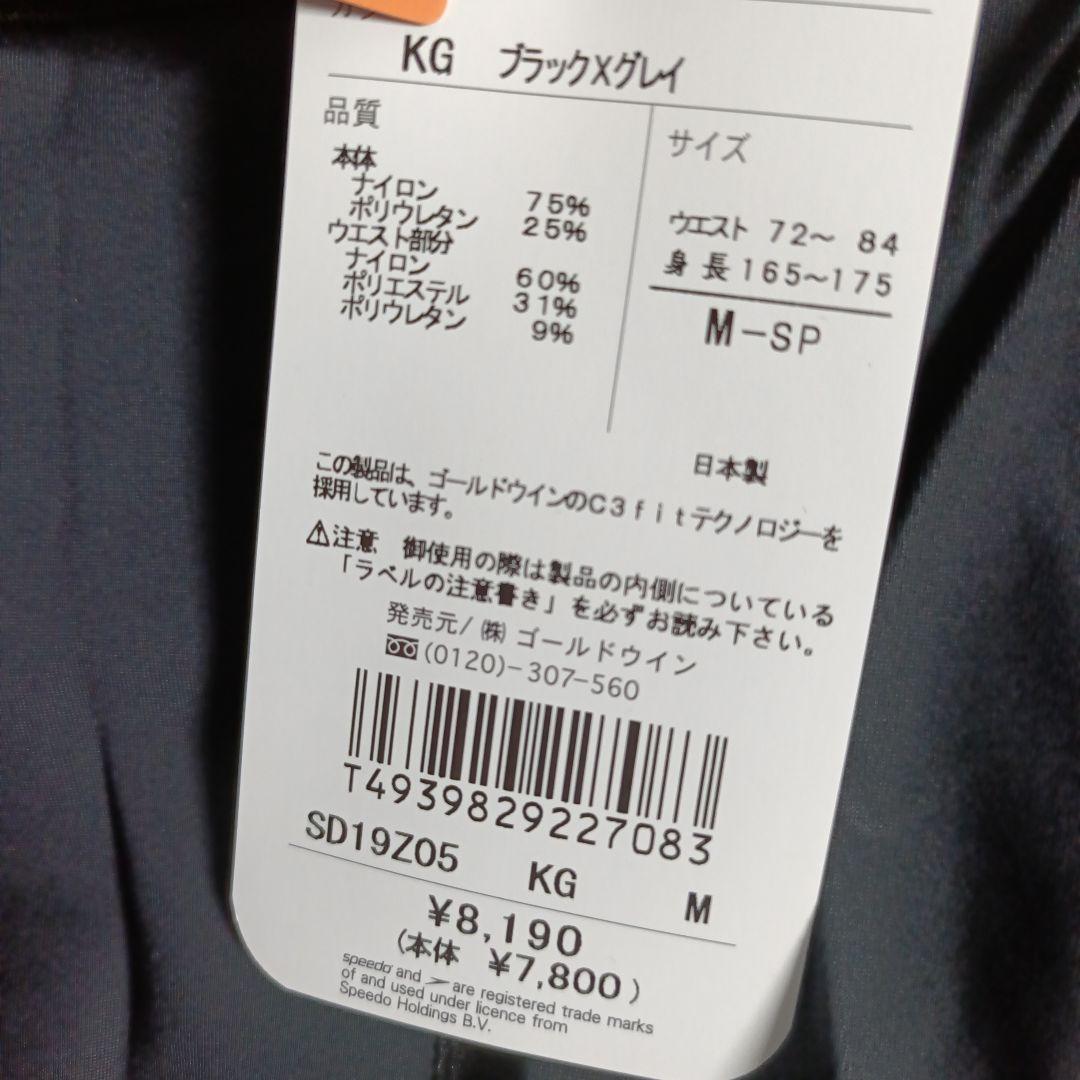 カラー
KG ブラックXグレイ
品質
本体
ナイロン 75%
ポリウレタン 25%
ウエスト部分
ナイロン 60%
ポリエステル 31%
ポリウレタン 9%
サイズ
ウエスト 72～ 84
身長165～175
M-SP
日本製
この製品は、ゴールドウインのC3fitテクノロジーを
採用しています。
⚠注意 御使用の際は製品の内側についている
「ラベルの注意書き」を必ずお読み下さい。
発売元/㈱ゴールドウイン
(0120)-307-560
T4939829227083
SD19Z05 KG M
¥8,190
(本体 ¥7,800)
speedo and are registered trade marks
of and used under licence from
Speedo Holdings B.V.